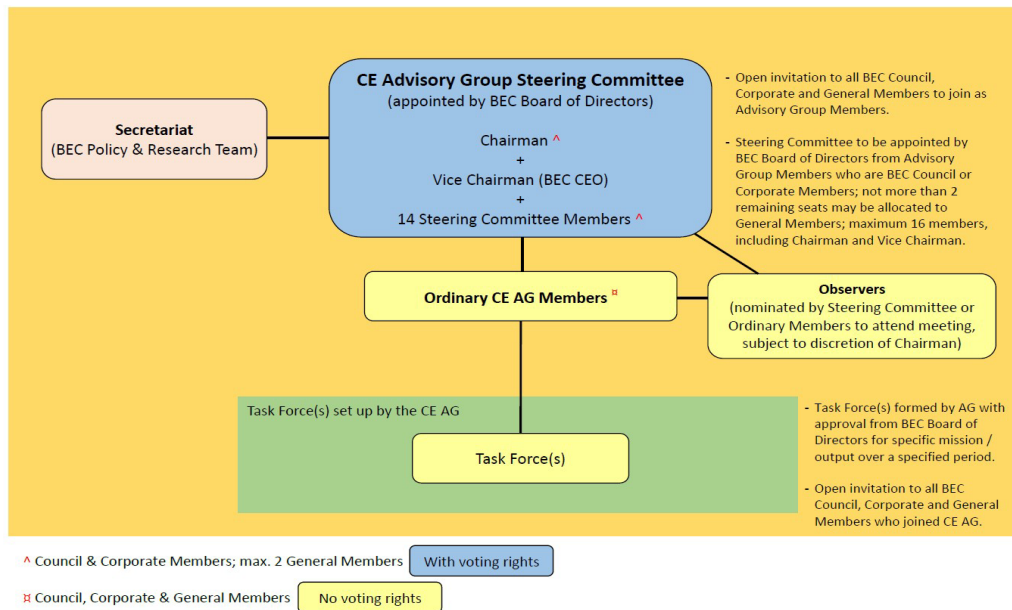 CE Advisory Group Steering Committee
(appointed by BEC Board of Directors)
Chairman ^
+
Vice Chairman (BEC CEO)
+
14 Steering Committee Members ^
Secretariat
(BEC Policy & Research Team)
- Open invitation to all BEC Council,
Corporate and General Members to join as
Advisory Group Members.
- Steering Committee to be appointed by
BEC Board of Directors from Advisory
Group Members who are BEC Council or
Corporate Members; not more than 2
remaining seats may be allocated to
General Members; maximum 16 members,
including Chairman and Vice Chairman.
Ordinary CE AG Members ¤
Observers
(nominated by Steering Committee or
Ordinary Members to attend meeting,
subject to discretion of Chairman)
Task Force(s) set up by the CE AG
Task Force(s)
- Task Force(s) formed by AG with
approval from BEC Board of
Directors for specific mission /
output over a specified period.
- Open invitation to all BEC
Council, Corporate and General
Members who joined CE AG.
^ Council & Corporate Members; max. 2 General Members With voting rights
¤ Council, Corporate & General Members No voting rights